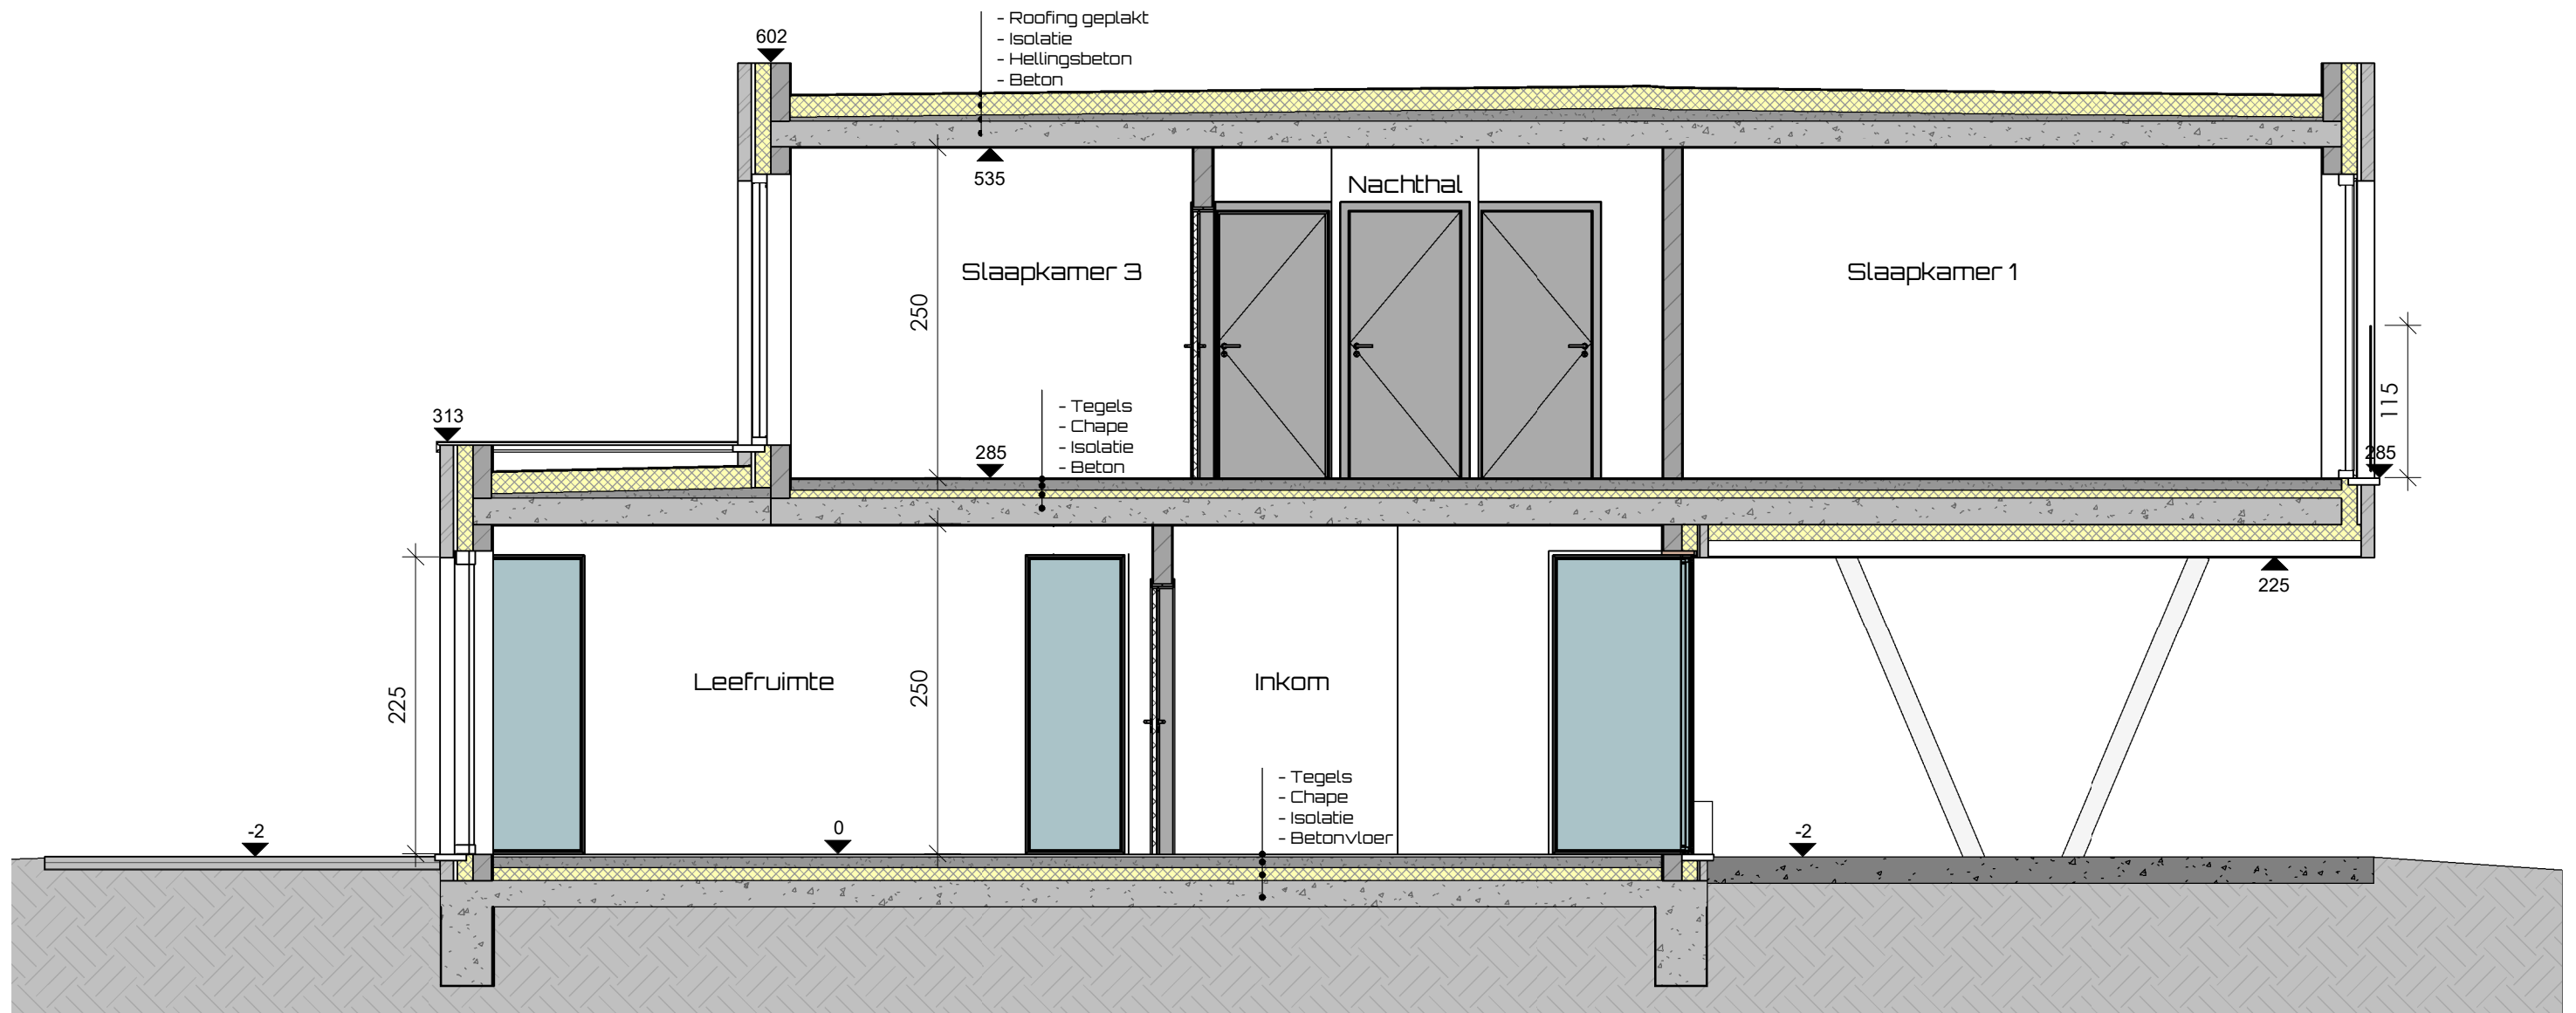 - Roofing geplakt
- Isolatie
- Hellingsbeton
- Beton
602
535
Nachthal
Slaapkamer 3
Slaapkamer 1
250
115
- Tegels
- Chape
- Isolatie
- Beton
313
285
285
225
Leefruimte
250
Inkom
225
- Tegels
- Chape
- Isolatie
- Betonvloer
-2
0
-2